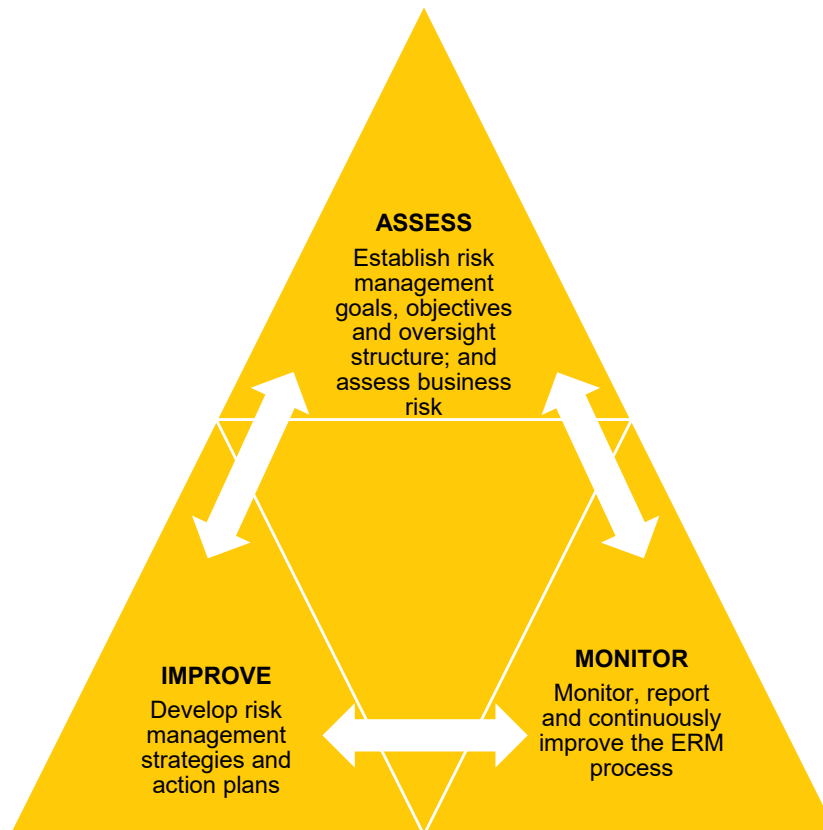 ASSESS
Establish risk
management
goals, objectives
and oversight
structure; and
assess business
risk
IMPROVE
Develop risk
management
strategies and
action plans
MONITOR
Monitor, report
and continuously
improve the ERM
process